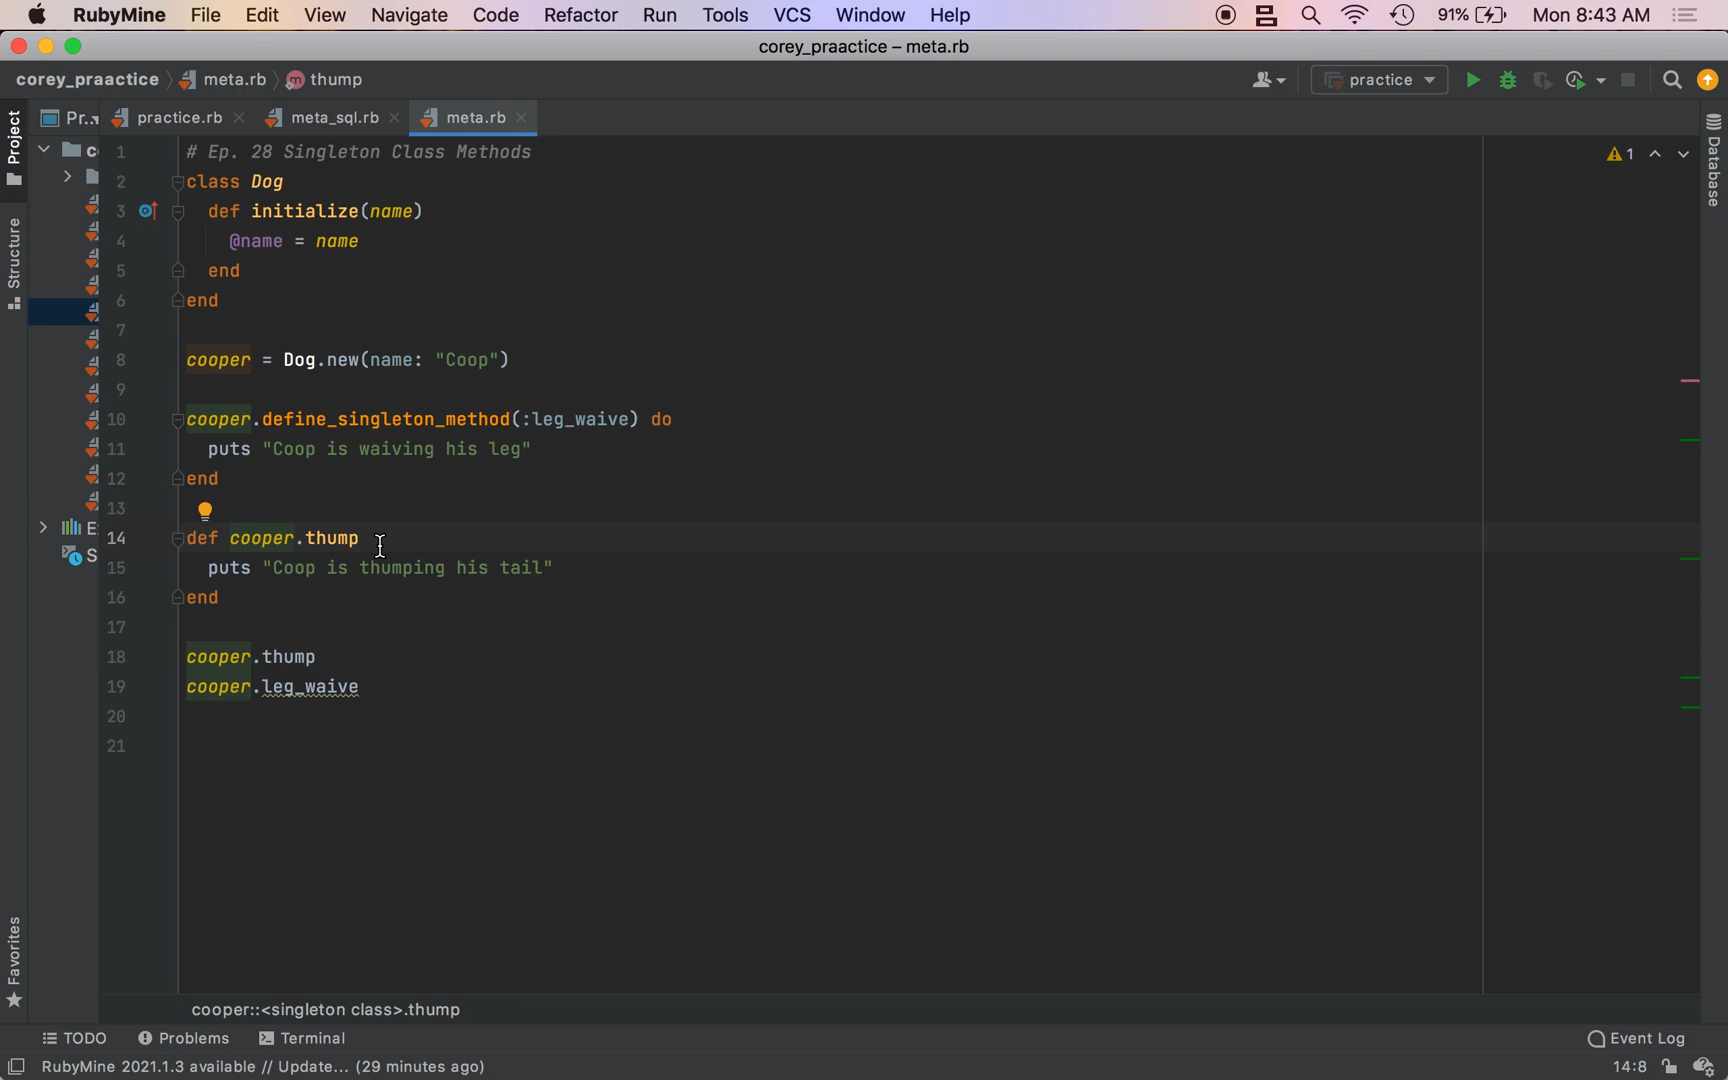 RubyMine File Edit View Navigate Code Refactor Run Tools VCS Window Help 91% Mon 8:43 AM
corey_praactice – meta.rb
corey_praactice meta.rb thump practice
Project Pr.. practice.rb meta_sql.rb meta.rb
Structure
Favorites
Database
c
E
S
1 # Ep. 28 Singleton Class Methods
2 class Dog
3 def initialize(name)
4 @name = name
5 end
6 end
7
8 cooper = Dog.new(name: "Coop")
9
10 cooper.define_singleton_method(:leg_waive) do
11 puts "Coop is waiving his leg"
12 end
13
14 def cooper.thump
15 puts "Coop is thumping his tail"
16 end
17
18 cooper.thump
19 cooper.leg_waive
20
21
1
cooper::<singleton class>.thump
TODO Problems Terminal Event Log
RubyMine 2021.1.3 available // Update... (29 minutes ago) 14:8